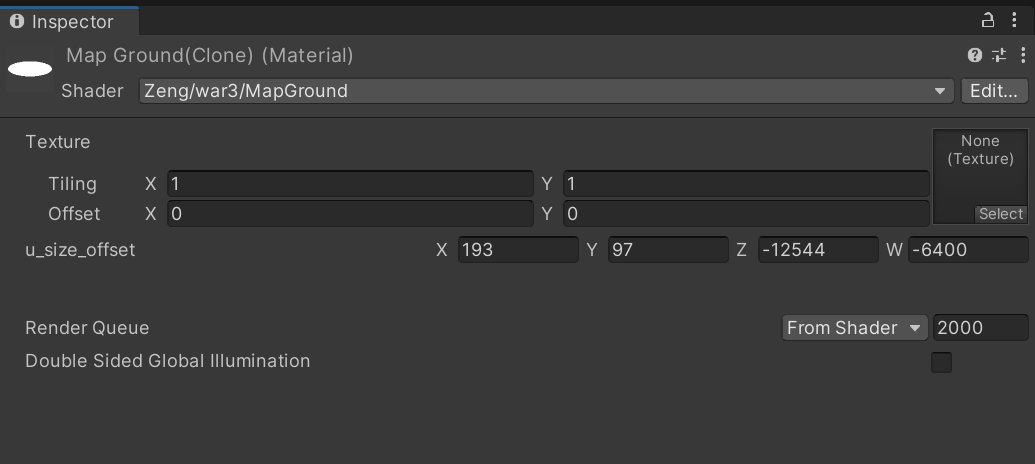 Inspector
Map Ground(Clone) (Material)
Shader Zeng/war3/MapGround Edit...
Texture
None
(Texture)
Tiling X 1 Y 1
Offset X 0 Y 0
Select
u_size_offset X 193 Y 97 Z -12544 W -6400
Render Queue From Shader 2000
Double Sided Global Illumination